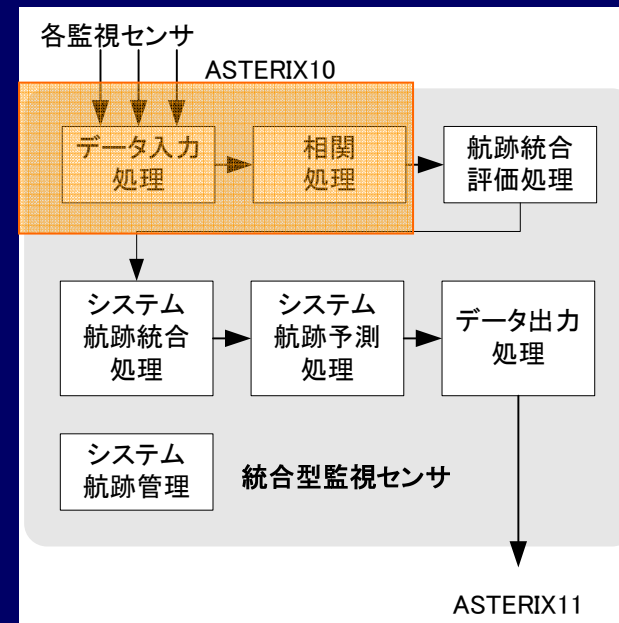 各監視センサ
ASTERIX10
データ入力
処理
相関
処理
航跡統合
評価処理
システム
航跡統合
処理
システム
航跡予測
処理
データ出力
処理
システム
航跡管理
統合型監視センサ
ASTERIX11